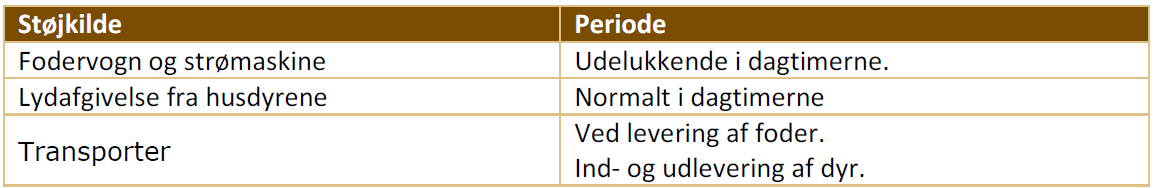 Støjkilde Periode
Fodervogn og strømaskine Udelukkende i dagtimerne.
Lydafgivelse fra husdyrene Normalt i dagtimerne
Transporter Ved levering af foder.
Ind- og udlevering af dyr.